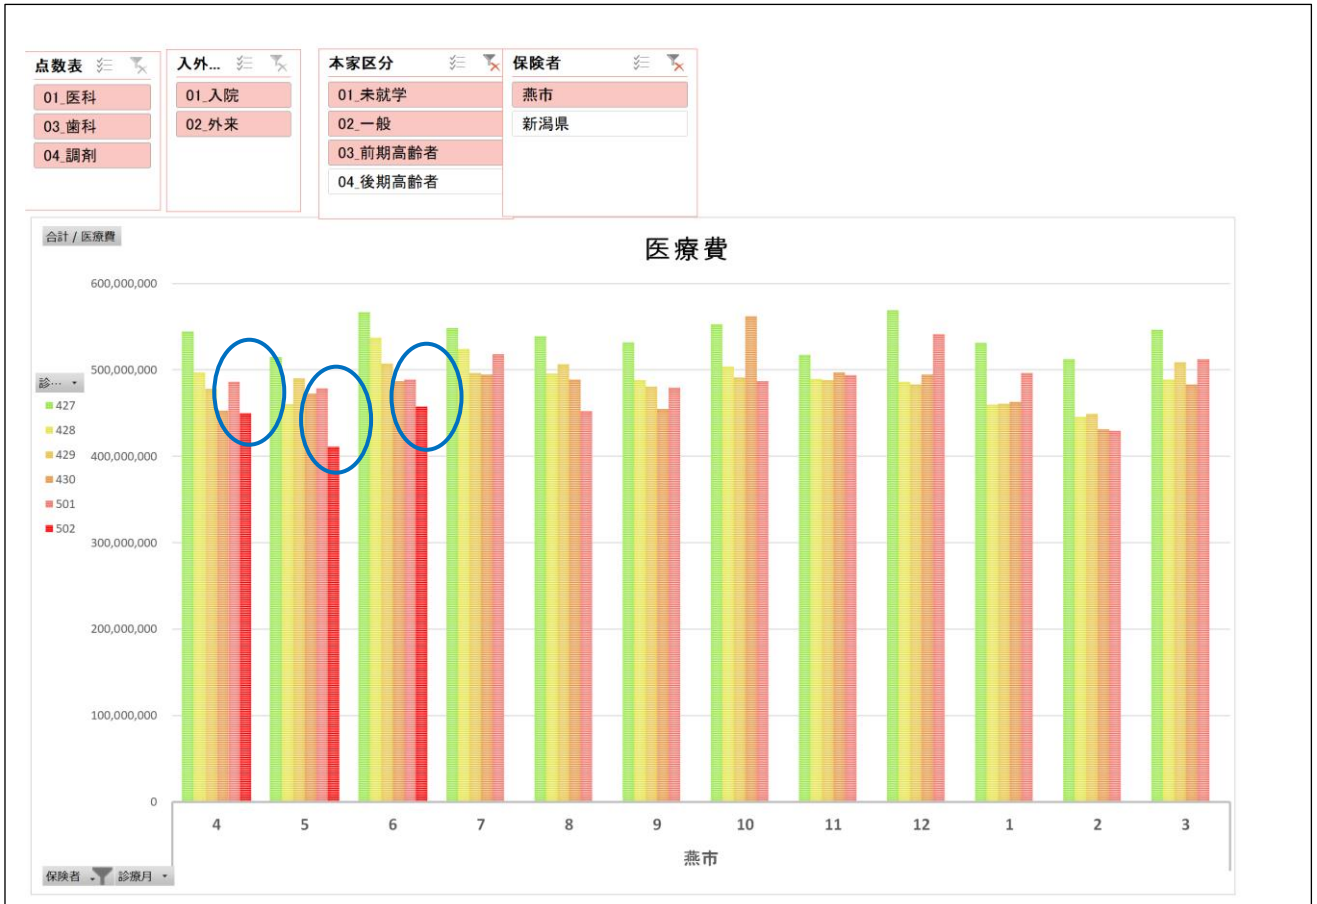 点数表
01_医科
03_歯科
04_調剤
入外...
01_入院
02_外来
本家区分
01_未就学
02_一般
03_前期高齢者
04_後期高齢者
保険者
燕市
新潟県
合計 / 医療費
医療費
600,000,000
500,000,000
400,000,000
300,000,000
200,000,000
100,000,000
0
診…
427
428
429
430
501
502
4 5 6 7 8 9 10 11 12 1 2 3
燕市
保険者 診療月